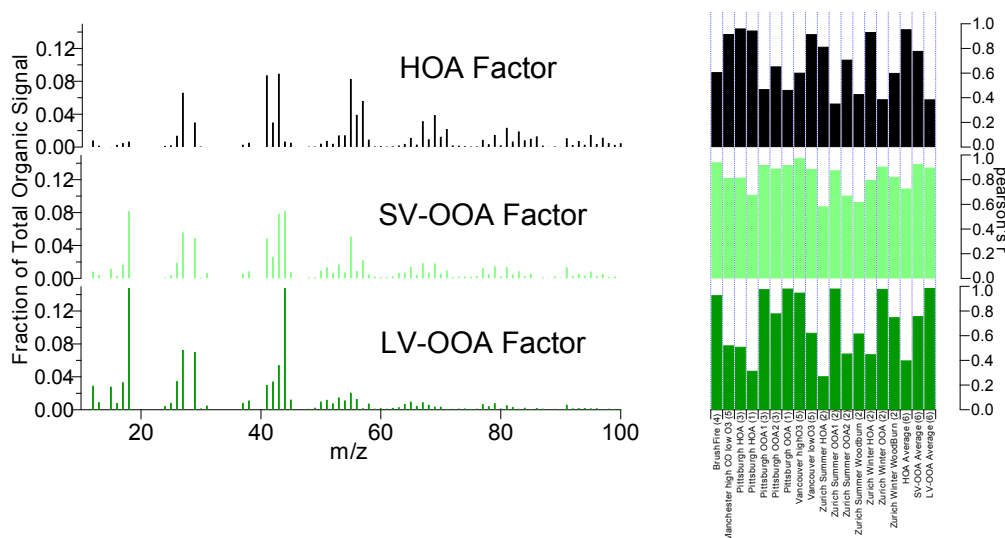 Fraction of Total Organic Signal
0.12
0.08
0.04
0.00
HOA Factor
0.12
0.08
0.04
0.00
SV-OOA Factor
0.12
0.08
0.04
0.00
LV-OOA Factor
20
40
60
80
100
m/z
1.0
0.8
0.6
0.4
0.2
0.0
1.0
0.8
0.6
0.4
0.2
0.0
1.0
0.8
0.6
0.4
0.2
0.0
pearson's r
BrushFire (4)
Manchester high CO low O3 (5
Pittsburgh HOA (3)
Pittsburgh HOA (1)
Pittsburgh OOA1 (3)
Pittsburgh OOA2 (3)
Pittsburgh OOA (1)
Vancouver highO3 (5)
Vancouver lowO3 (5)
Zurich Summer HOA (2)
Zurich Summer OOA1 (2)
Zurich Summer OOA2 (2)
Zurich Summer Woodburn (2
Zurich Winter HOA (2)
Zurich Winter OOA (2)
Zurich Winter WoodBurn (2
HOA Average (6)
SV-OOA Average (6)
LV-OOA Average (6)